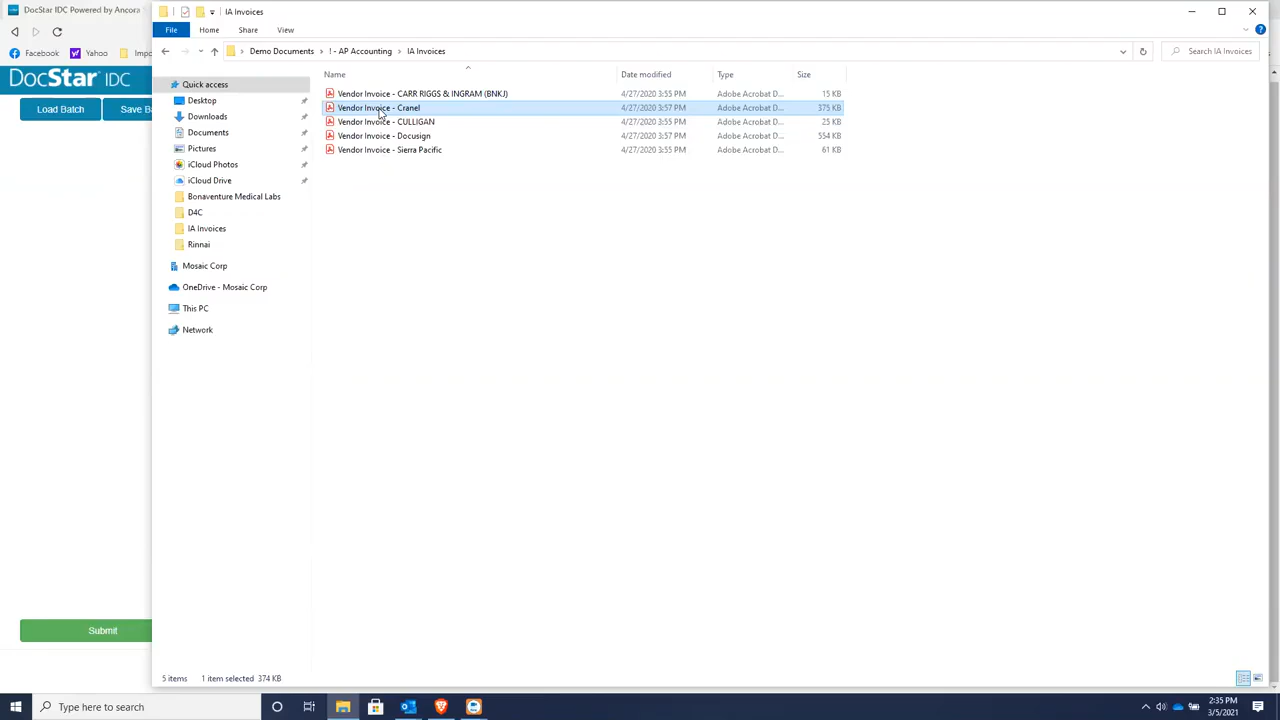 DocStar IDC Powered by Ancora S
IA Invoices
File
Home
Share
View
Demo Documents
! - AP Accounting
IA Invoices
Search IA Invoices
Facebook
Yahoo
Impo
DocStar IDC
Load Batch
Save Ba
Submit
Quick access
Desktop
Downloads
Documents
Pictures
iCloud Photos
iCloud Drive
Bonaventure Medical Labs
D4C
IA Invoices
Rinnai
Mosaic Corp
OneDrive - Mosaic Corp
This PC
Network
Name Date modified Type Size
Vendor Invoice - CARR RIGGS & INGRAM (BNKJ) 4/27/2020 3:55 PM Adobe Acrobat D... 15 KB
Vendor Invoice - Cranel 4/27/2020 3:57 PM Adobe Acrobat D... 375 KB
Vendor Invoice - CULLIGAN 4/27/2020 3:55 PM Adobe Acrobat D... 25 KB
Vendor Invoice - Docusign 4/27/2020 3:57 PM Adobe Acrobat D... 554 KB
Vendor Invoice - Sierra Pacific 4/27/2020 3:55 PM Adobe Acrobat D... 61 KB
5 items 1 item selected 374 KB
Type here to search
2:35 PM
3/5/2021